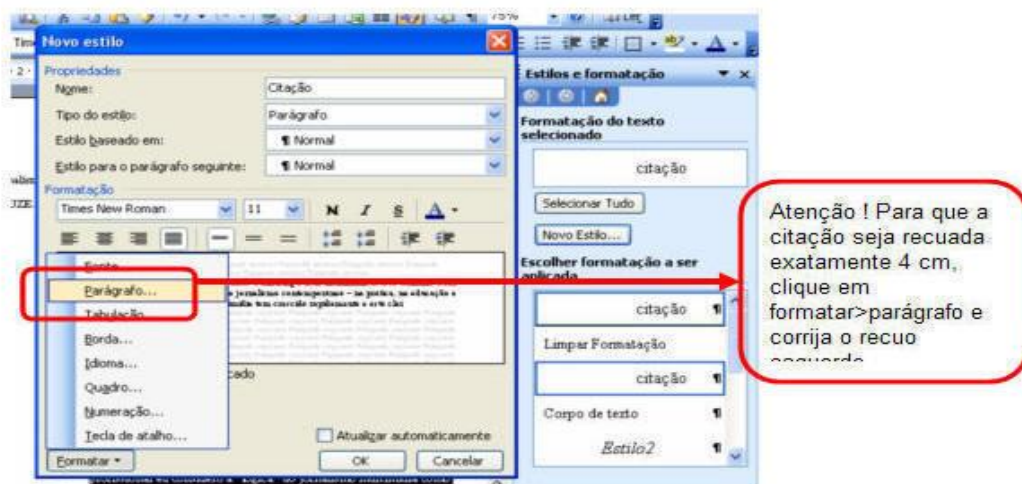 75%
Novo estilo
Propriedades
Nome: Citação
Tipo do estilo: Parágrafo
Estilo baseado em: ¶ Normal
Estilo para o parágrafo seguinte: ¶ Normal
Formatação
Times New Roman 11 N I S A
Fonte...
Parágrafo...
Tabulação...
Borda...
Idioma...
Quadro...
Numeração...
Tecla de atalho...
Atualizar automaticamente
Formatar OK Cancelar
Estilos e formatação
Formatação do texto
selecionado
citação
Selecionar Tudo
Novo Estilo...
Escolher formatação a ser
aplicada
citação ¶
Limpar Formatação
citação ¶
Corpo de texto ¶
Estilo2 ¶
Atenção ! Para que a
citação seja recuada
exatamente 4 cm,
clique em
formatar>parágrafo e
corrija o recuo
esquerdo